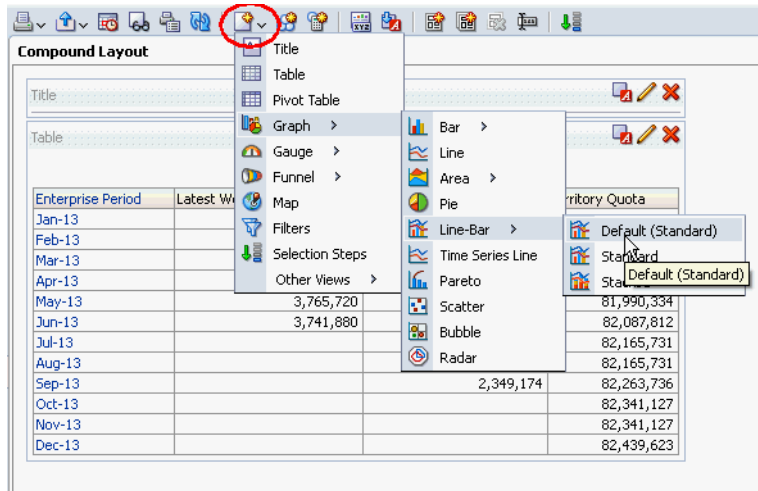 XYZ
Compound Layout
Title
Title
Table
Table
Pivot Table
Graph >
Gauge >
Funnel >
Map
Filters
Selection Steps
Other Views >
Bar >
Line
Area >
Pie
Line-Bar >
Time Series Line
Pareto
Scatter
Bubble
Radar
Default (Standard)
Standard
Default (Standard)
Enterprise Period Latest Quota
Jan-13
Feb-13
Mar-13
Apr-13
May-13 3,765,720 81,990,334
Jun-13 3,741,880 82,087,812
Jul-13 82,165,731
Aug-13 82,165,731
Sep-13 2,349,174 82,263,736
Oct-13 82,341,127
Nov-13 82,341,127
Dec-13 82,439,623